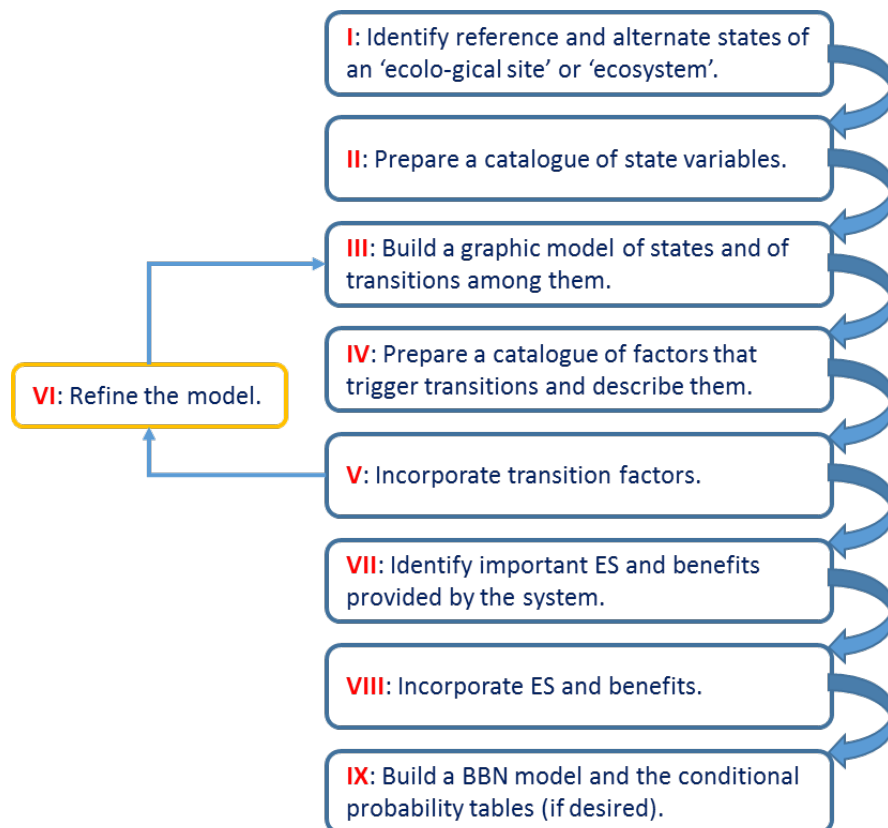 I: Identify reference and alternate states of
an ‘ecolo-gical site’ or ‘ecosystem’.
II: Prepare a catalogue of state variables.
III: Build a graphic model of states and of
transitions among them.
IV: Prepare a catalogue of factors that
trigger transitions and describe them.
VI: Refine the model.
V: Incorporate transition factors.
VII: Identify important ES and benefits
provided by the system.
VIII: Incorporate ES and benefits.
IX: Build a BBN model and the conditional
probability tables (if desired).